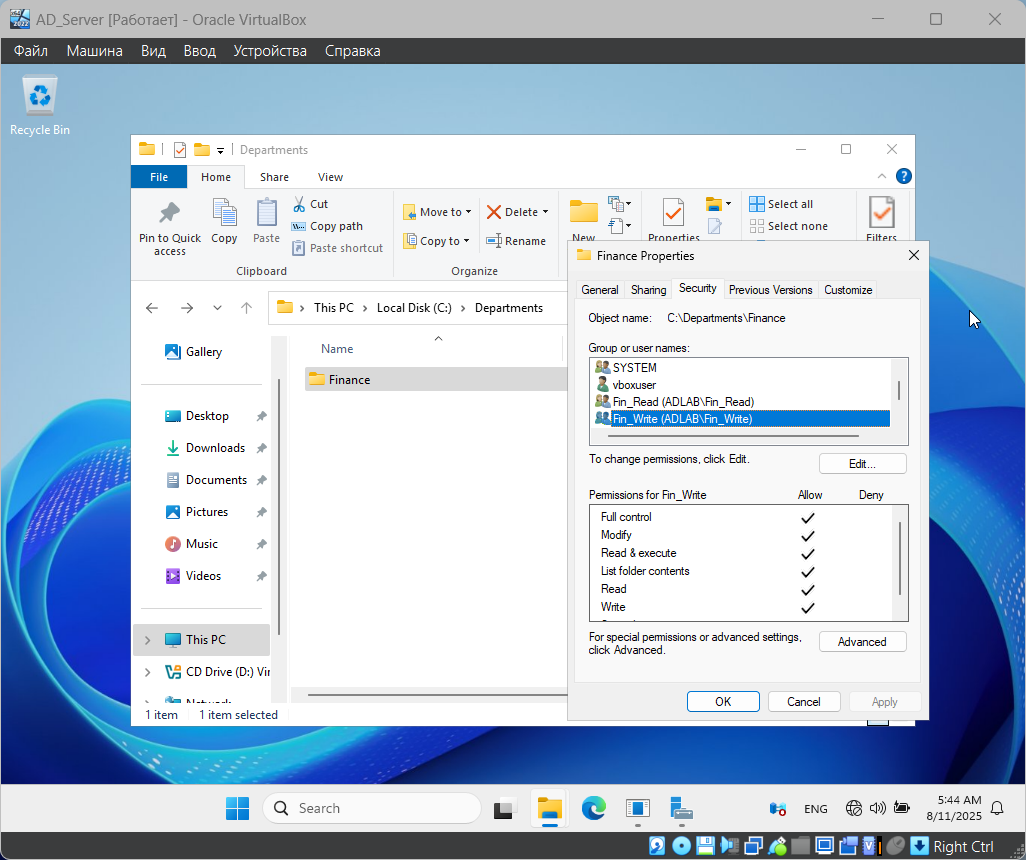 AD_Server [Работает] - Oracle VirtualBox
Файл Машина Вид Ввод Устройства Справка
Recycle Bin
Departments
File Home Share View
Pin to Quick access
Copy
Paste
Cut
Copy path
Paste shortcut
Clipboard
Move to
Copy to
Delete
Rename
Organize
New
Properties
Select all
Select none
Filters
This PC > Local Disk (C:) > Departments
Gallery
Desktop
Downloads
Documents
Pictures
Music
Videos
This PC
CD Drive (D:) Vir
Network
Name
Finance
1 item 1 item selected
Finance Properties
General Sharing Security Previous Versions Customize
Object name: C:\Departments\Finance
Group or user names:
SYSTEM
vboxuser
Fin_Read (ADLAB\Fin_Read)
Fin_Write (ADLAB\Fin_Write)
To change permissions, click Edit.
Edit...
Permissions for Fin_Write Allow Deny
Full control
Modify
Read & execute
List folder contents
Read
Write
For special permissions or advanced settings,
click Advanced.
Advanced
OK Cancel Apply
Search
ENG
5:44 AM
8/11/2025
Right Ctrl